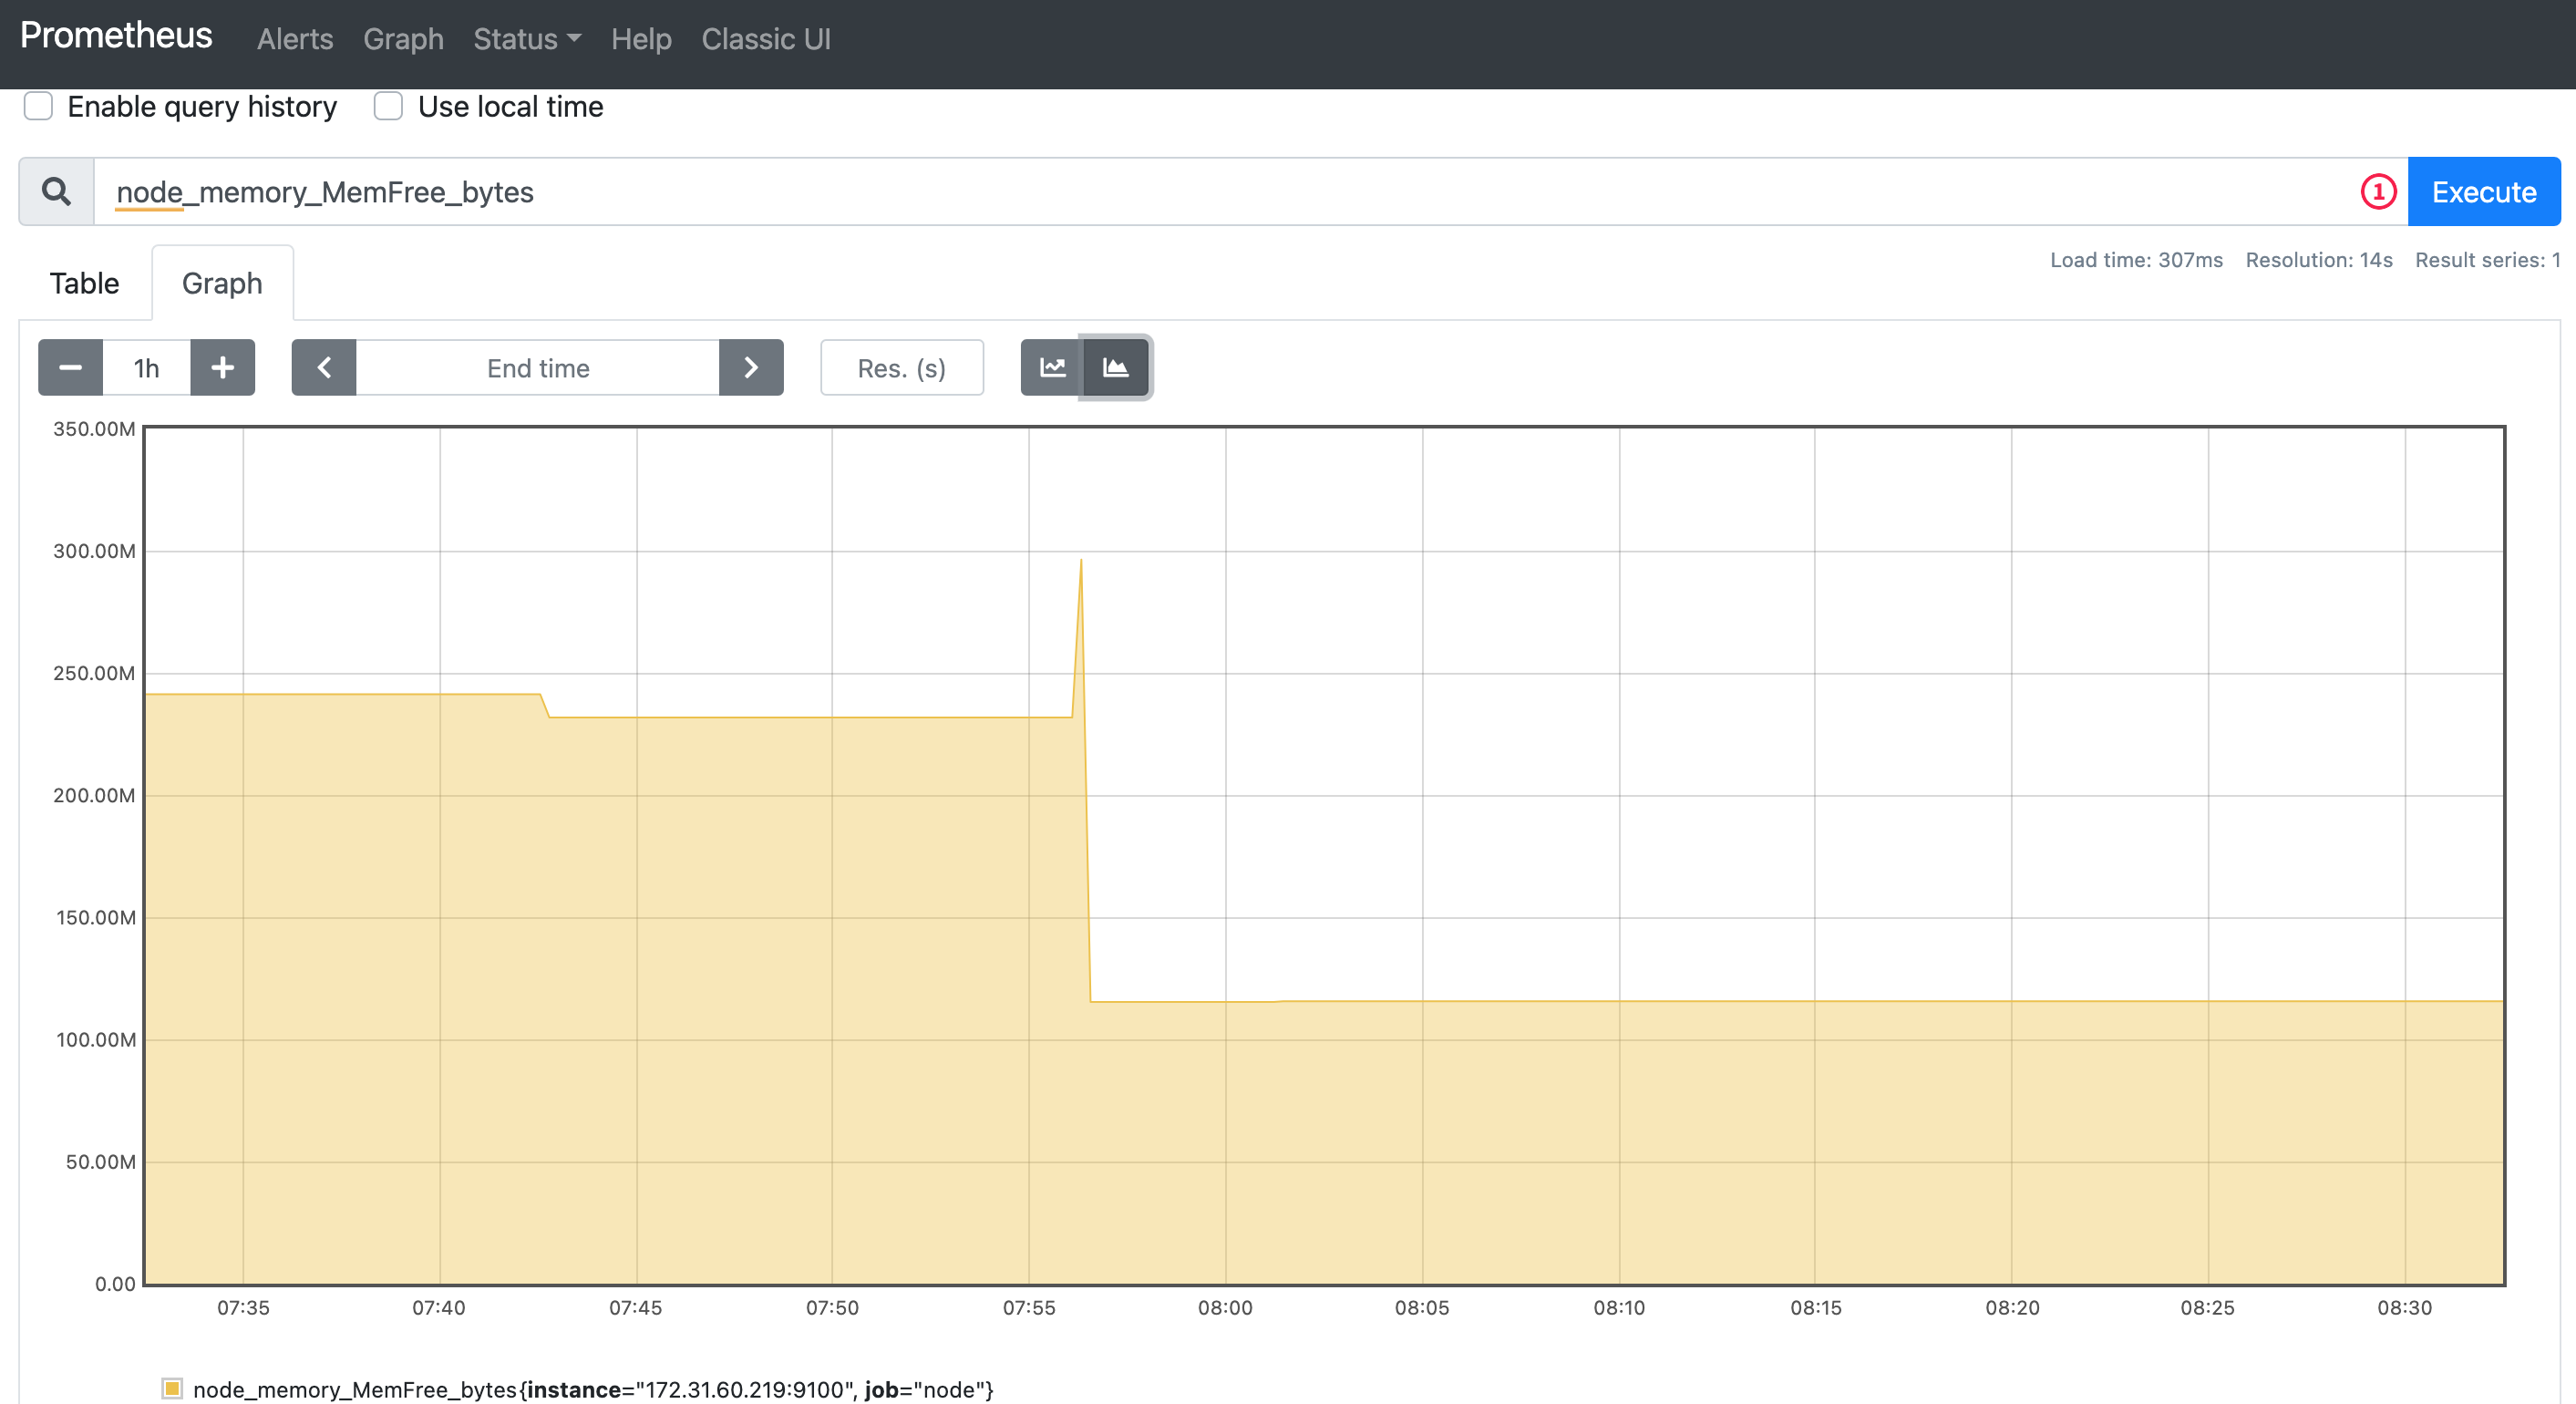 Prometheus Alerts Graph Status Help Classic UI
Enable query history Use local time
node_memory_MemFree_bytes 1 Execute
Load time: 307ms Resolution: 14s Result series: 1
Table Graph
1h End time Res. (s)
350.00M
300.00M
250.00M
200.00M
150.00M
100.00M
50.00M
0.00
07:35 07:40 07:45 07:50 07:55 08:00 08:05 08:10 08:15 08:20 08:25 08:30
node_memory_MemFree_bytes{instance="172.31.60.219:9100", job="node"}